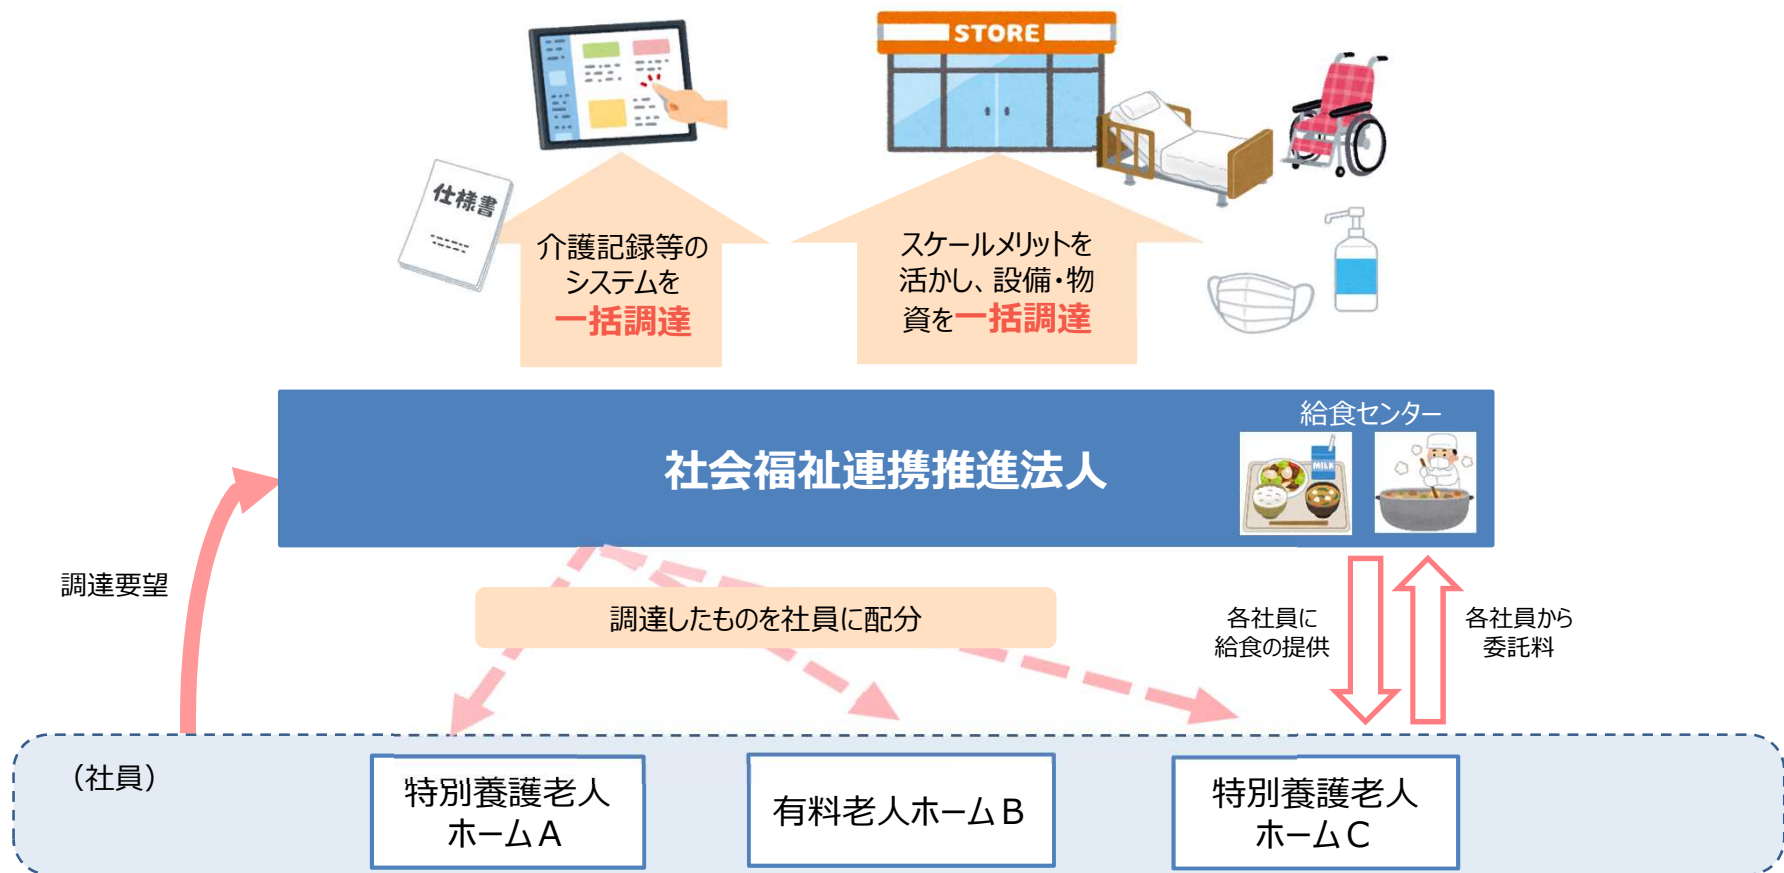 STORE
仕様書
介護記録等の
システムを
一括調達
スケールメリットを
活かし、設備・物
資を一括調達
給食センター
MILK
社会福祉連携推進法人
調達要望
調達したものを社員に配分
各社員に
給食の提供
各社員から
委託料
（社員）
特別養護老人
ホームＡ
有料老人ホームＢ
特別養護老人
ホームＣ